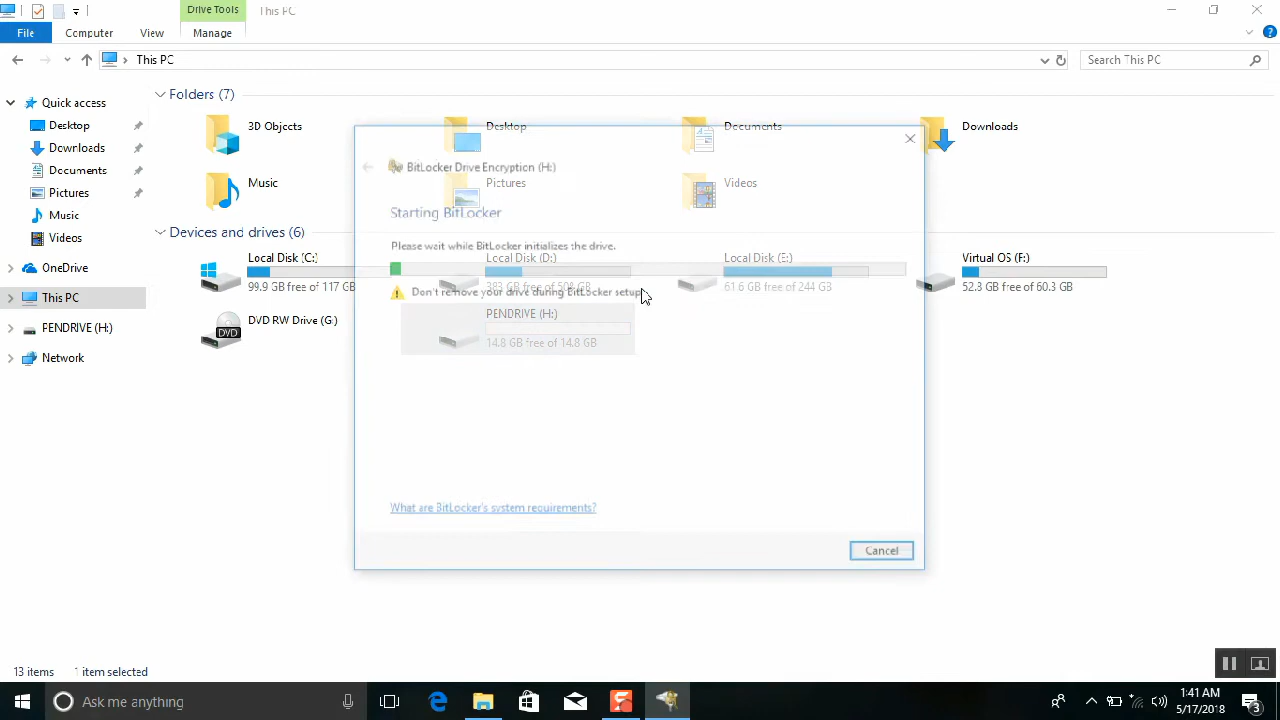 Drive Tools
This PC
File
Computer
View
Manage
This PC
Search This PC
Quick access
Desktop
Downloads
Documents
Pictures
Music
Videos
OneDrive
This PC
PENDRIVE (H:)
Network
Folders (7)
3D Objects
Desktop
Documents
Downloads
Music
Pictures
Videos
Devices and drives (6)
Local Disk (C:)
99.9 GB free of 117 GB
Local Disk (D:)
383 GB free of 508 GB
Local Disk (E:)
61.6 GB free of 244 GB
Virtual OS (F:)
52.3 GB free of 60.3 GB
DVD RW Drive (G:)
DVD
PENDRIVE (H:)
14.8 GB free of 14.8 GB
BitLocker Drive Encryption (H:)
Starting BitLocker
Please wait while BitLocker initializes the drive.
Don't remove your drive during BitLocker setup.
What are BitLocker's system requirements?
Cancel
13 items
1 item selected
Ask me anything
1:41 AM
5/17/2018
3